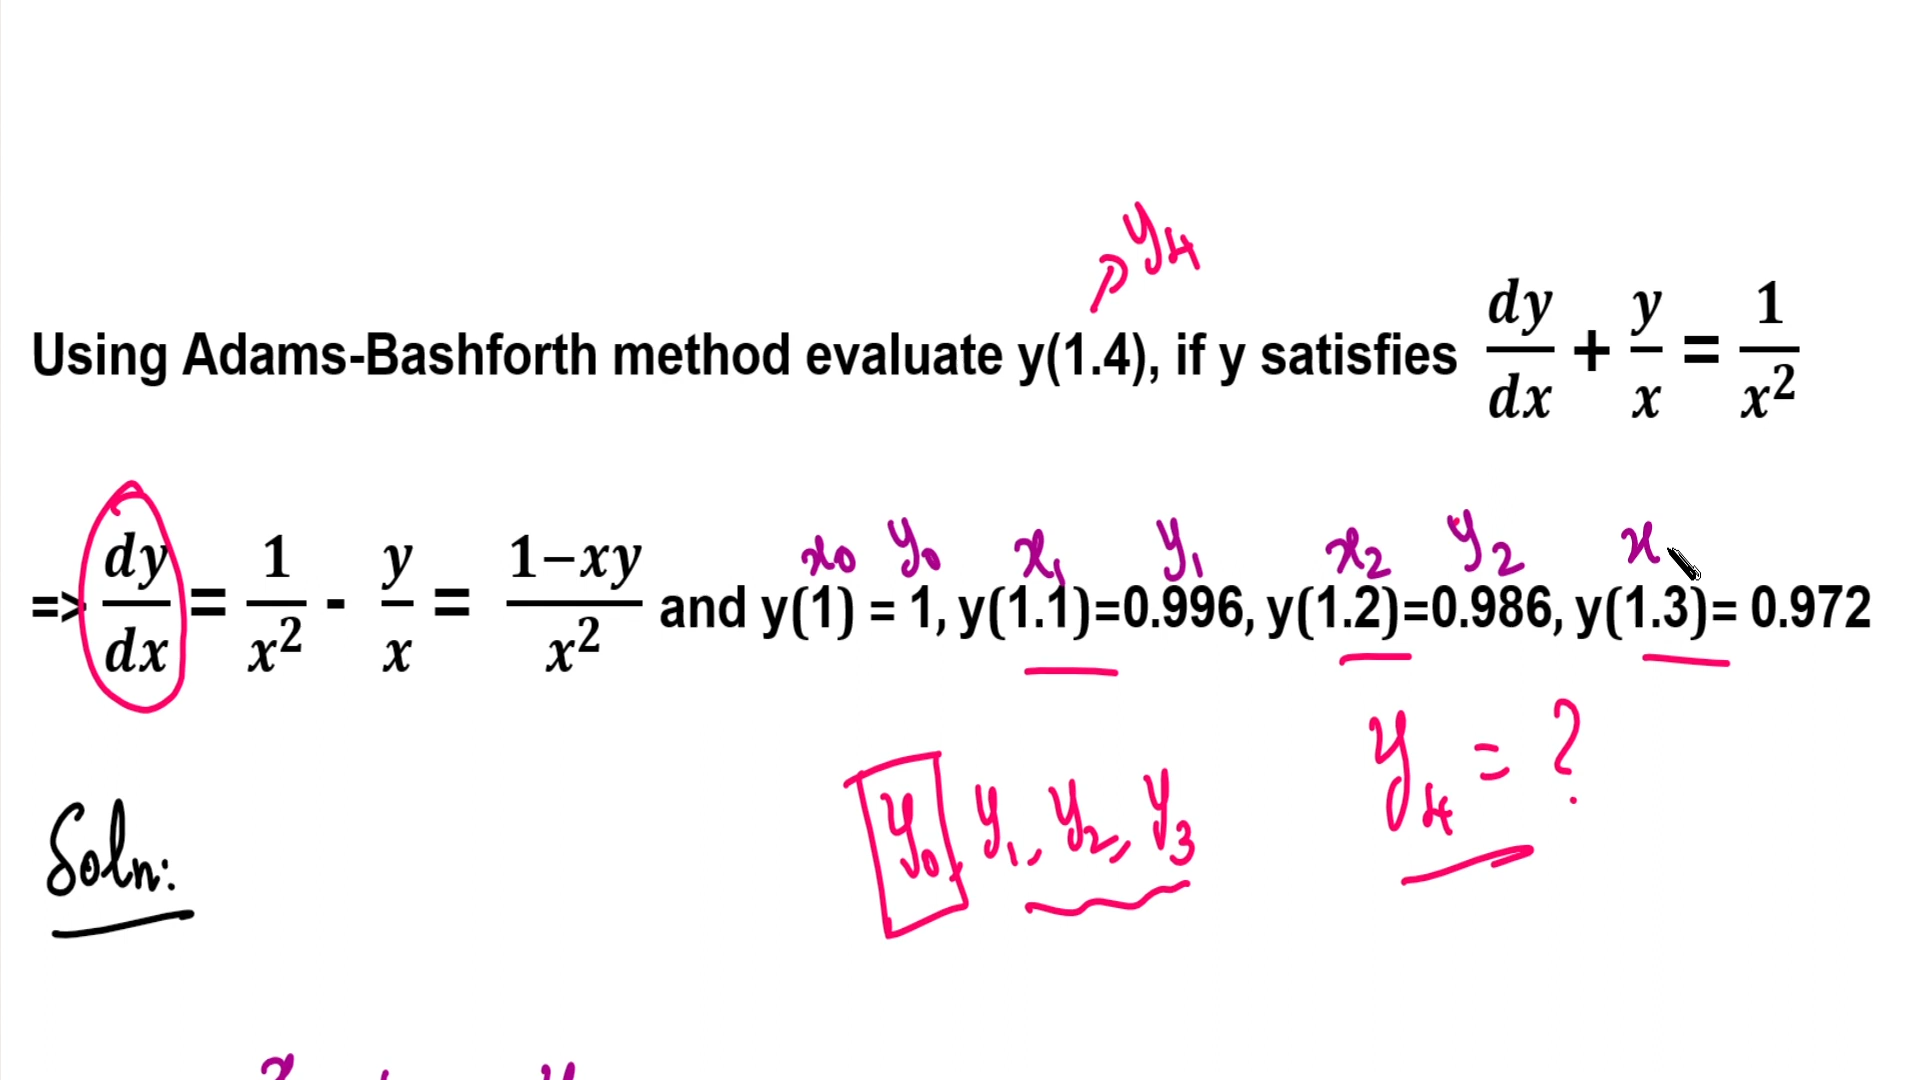 y4
Using Adams-Bashforth method evaluate y(1.4), if y satisfies dy/dx + y/x = 1/x²
x0 y0 x1 y1 x2 y2 x
=> dy/dx = 1/x² - y/x = 1−xy/x² and y(1) = 1, y(1.1)=0.996, y(1.2)=0.986, y(1.3)= 0.972
y4 = ?
y0, y1, y2, y3
Soln: